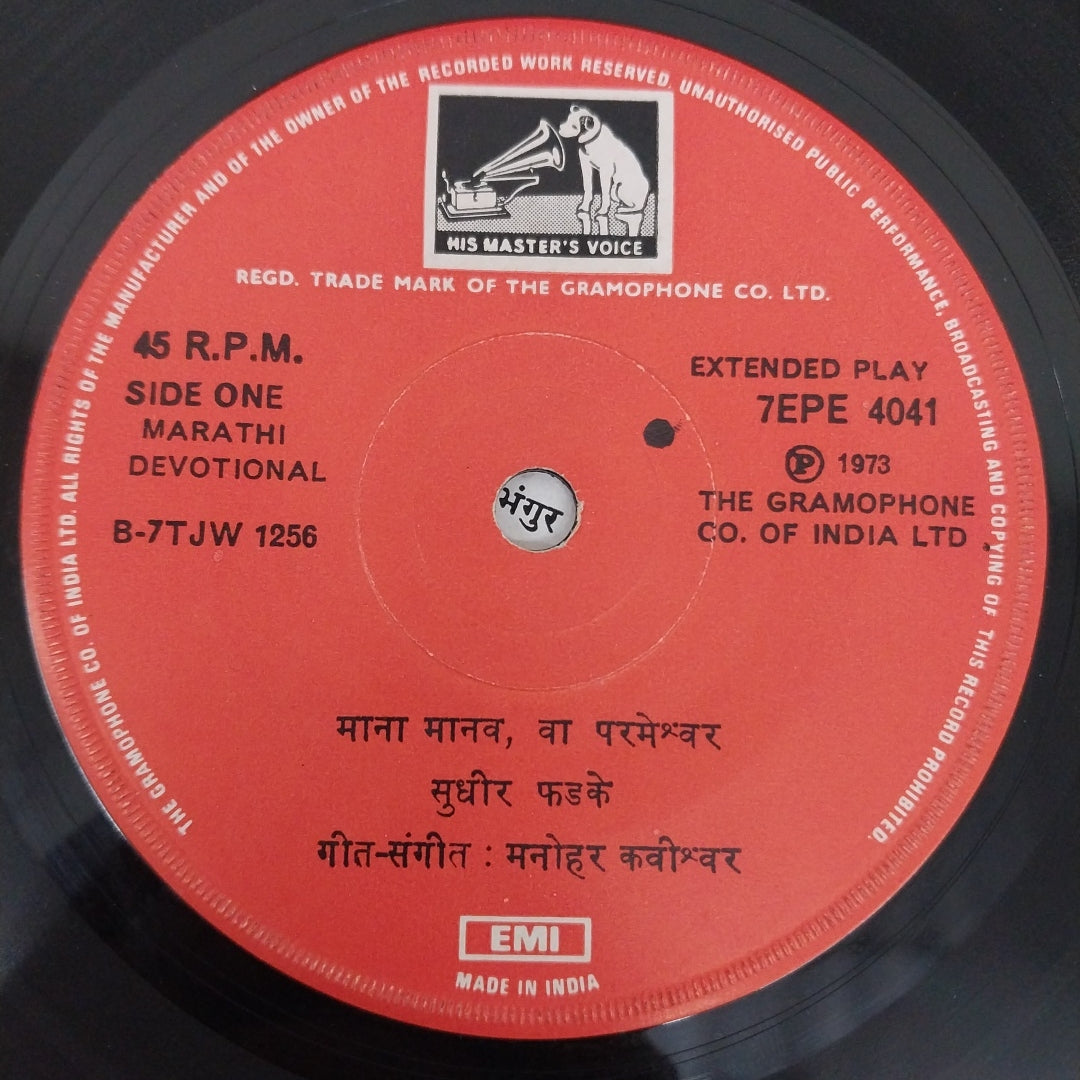 THE GRAMOPHONE CO. OF INDIA LTD. ALL RIGHTS OF THE MANUFACTURER AND OF THE OWNER OF THE RECORDED WORK RESERVED, UNAUTHORISED PUBLIC PERFORMANCE, BROADCASTING AND COPYING OF THIS RECORD PROHIBITED.
HIS MASTER'S VOICE
REGD. TRADE MARK OF THE GRAMOPHONE CO. LTD.
45 R.P.M.
SIDE ONE
MARATHI
DEVOTIONAL
B-7TJW 1256
EXTENDED PLAY
7EPE 4041
℗ 1973
THE GRAMOPHONE
CO. OF INDIA LTD.
भंगुर
माना मानव, वा परमेश्वर
सुधीर फडके
गीत-संगीत : मनोहर कवीश्वर
EMI
MADE IN INDIA